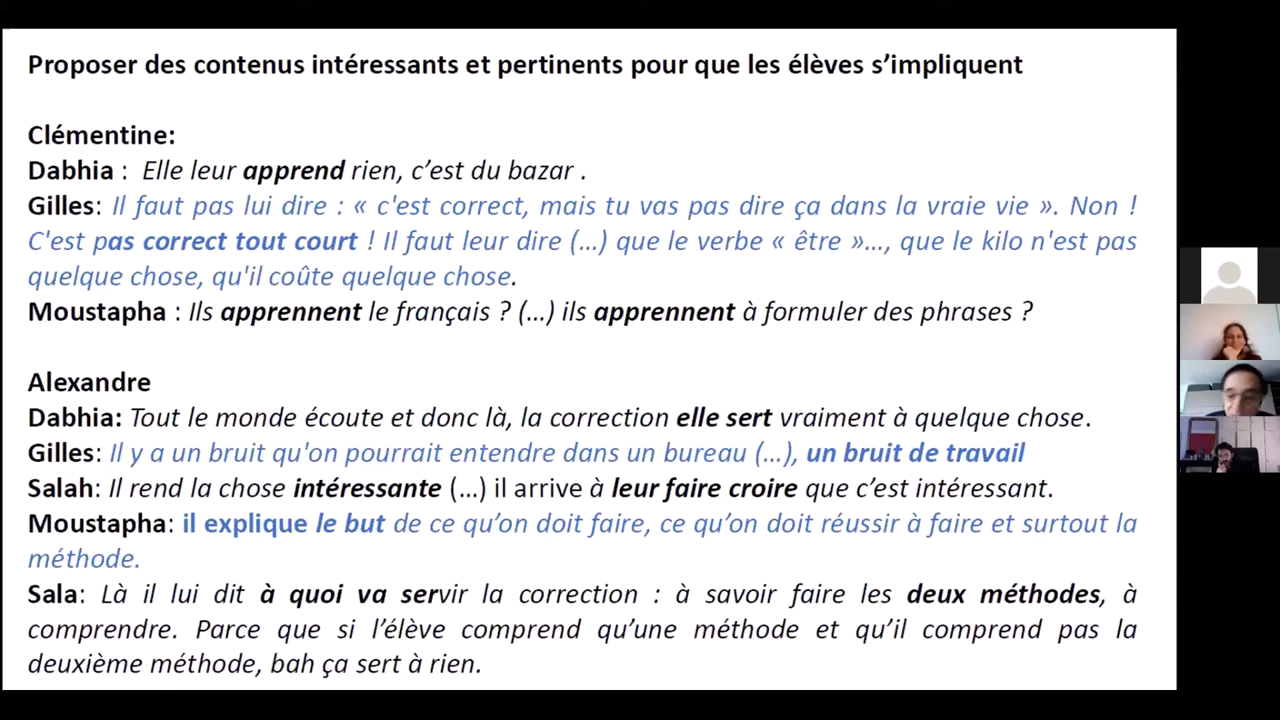 Proposer des contenus intéressants et pertinents pour que les élèves s’impliquent
Clémentine:
Dabhia : Elle leur apprend rien, c’est du bazar .
Gilles: Il faut pas lui dire : « c'est correct, mais tu vas pas dire ça dans la vraie vie ». Non !
C'est pas correct tout court ! Il faut leur dire (…) que le verbe « être »…, que le kilo n'est pas
quelque chose, qu'il coûte quelque chose.
Moustapha : Ils apprennent le français ? (…) ils apprennent à formuler des phrases ?
Alexandre
Dabhia: Tout le monde écoute et donc là, la correction elle sert vraiment à quelque chose.
Gilles: Il y a un bruit qu'on pourrait entendre dans un bureau (…), un bruit de travail
Salah: Il rend la chose intéressante (…) il arrive à leur faire croire que c’est intéressant.
Moustapha: il explique le but de ce qu’on doit faire, ce qu’on doit réussir à faire et surtout la
méthode.
Sala: Là il lui dit à quoi va servir la correction : à savoir faire les deux méthodes, à
comprendre. Parce que si l’élève comprend qu’une méthode et qu’il comprend pas la
deuxième méthode, bah ça sert à rien.